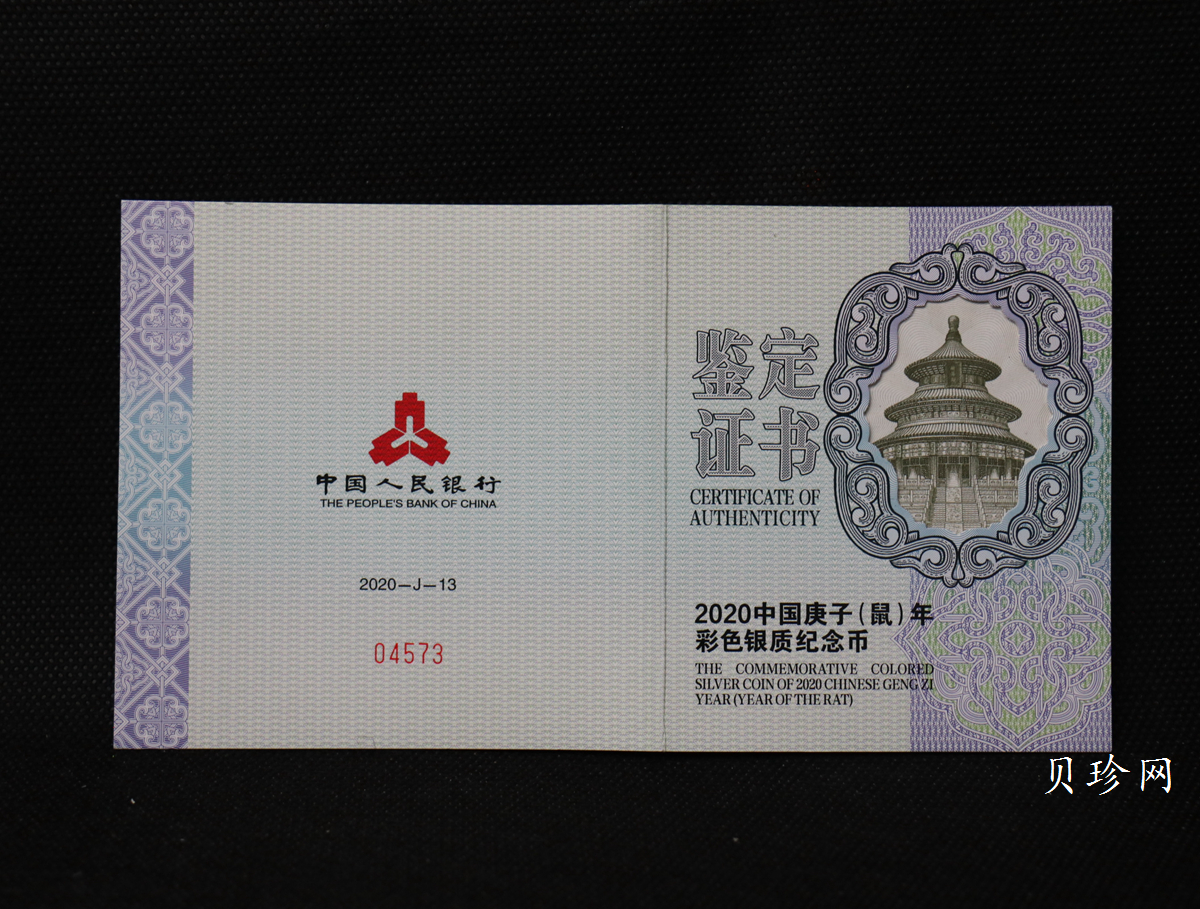 中国人民银行
THE PEOPLE'S BANK OF CHINA
2020—J—13
04573
鉴定
证书
CERTIFICATE OF
AUTHENTICITY
2020中国庚子（鼠）年
彩色银质纪念币
THE COMMEMORATIVE COLORED
SILVER COIN OF 2020 CHINESE GENG ZI
YEAR (YEAR OF THE RAT)
贝珍网